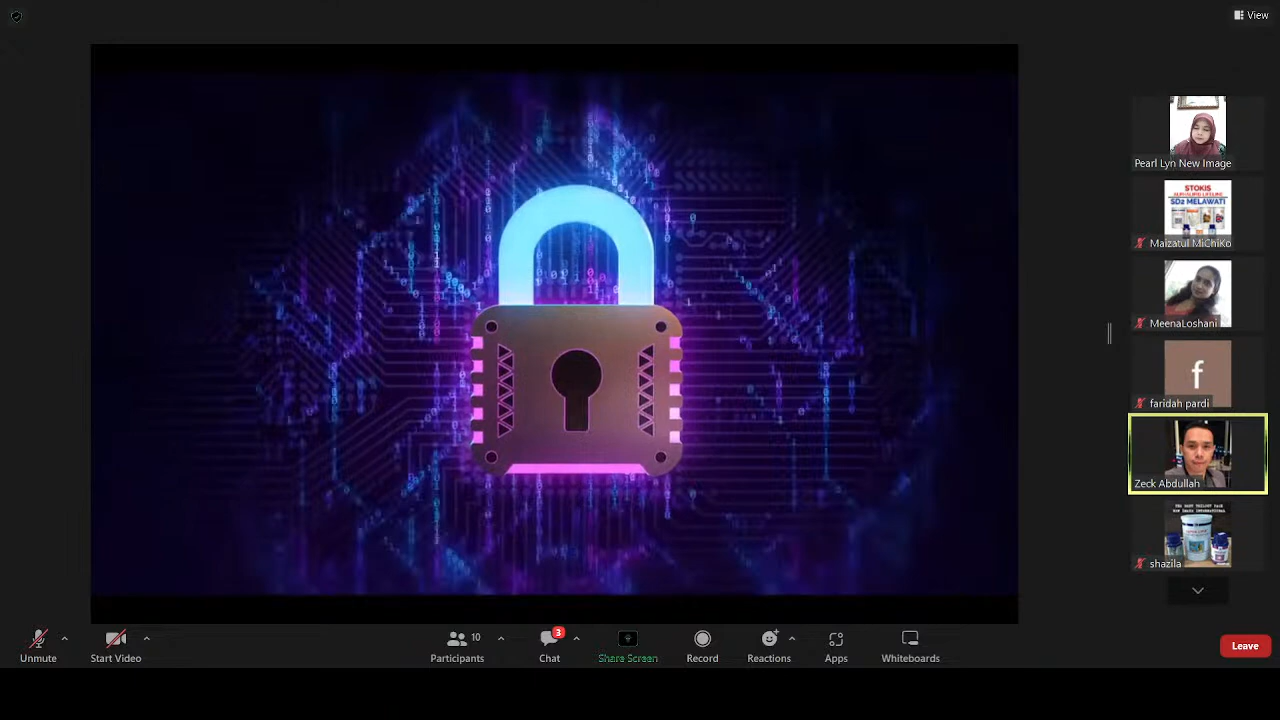 View
Pearl Lyn New Image
STOKIS
SD2 MELAWATI
Maizatul MiChiKo
MeenaLoshani
f
faridah pardi
Zeck Abdullah
shazila
Unmute
Start Video
Participants
10
Chat
3
Share Screen
Record
Reactions
Apps
Whiteboards
Leave